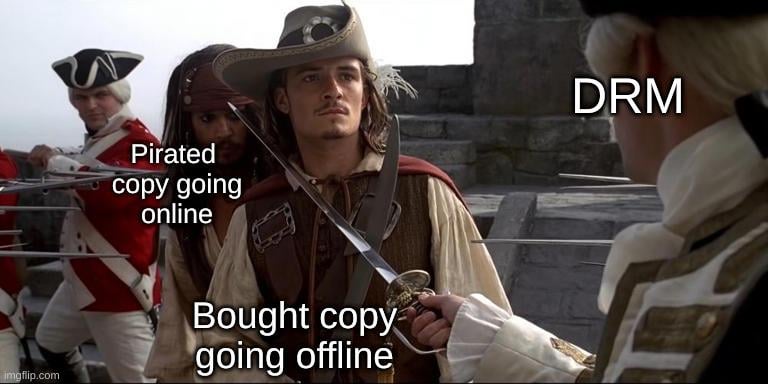 DRM
Pirated
copy going
online
Bought copy
going offline
imgflip.com